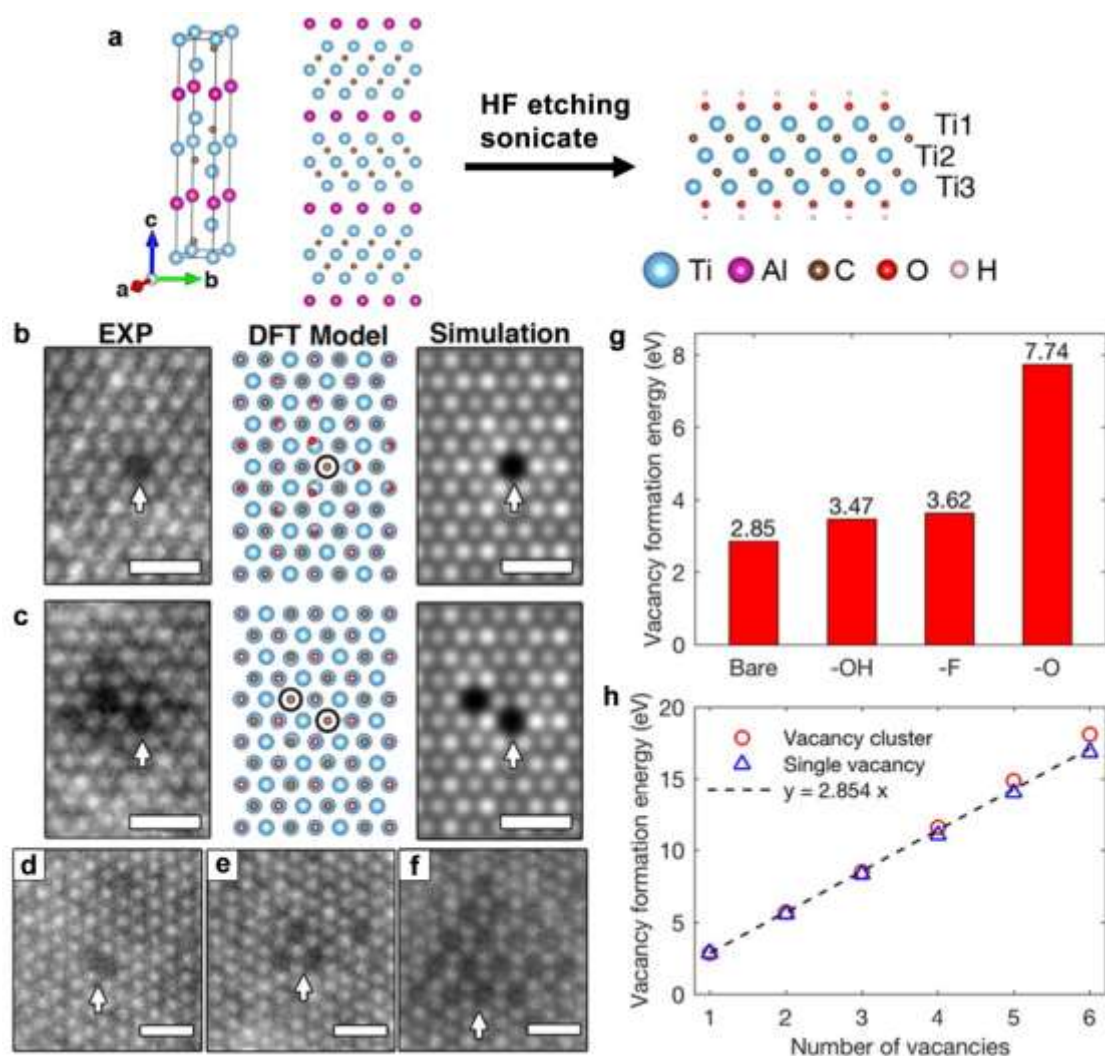 a
c
a
b
HF etching
sonicate
Ti1
Ti2
Ti3
Ti Al C O H
b
EXP
DFT Model
Simulation
c
d
e
f
g
Vacancy formation energy (eV)
8
6
4
2
0
2.85
3.47
3.62
7.74
Bare
-OH
-F
-O
h
Vacancy formation energy (eV)
20
15
10
5
0
Vacancy cluster
Single vacancy
y = 2.854 x
1 2 3 4 5 6
Number of vacancies